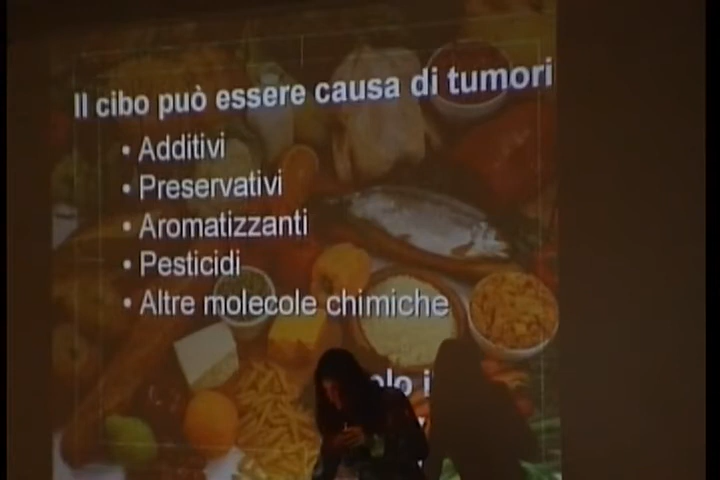 Il cibo può essere causa di tumori
• Additivi
• Preservativi
• Aromatizzanti
• Pesticidi
• Altre molecole chimiche